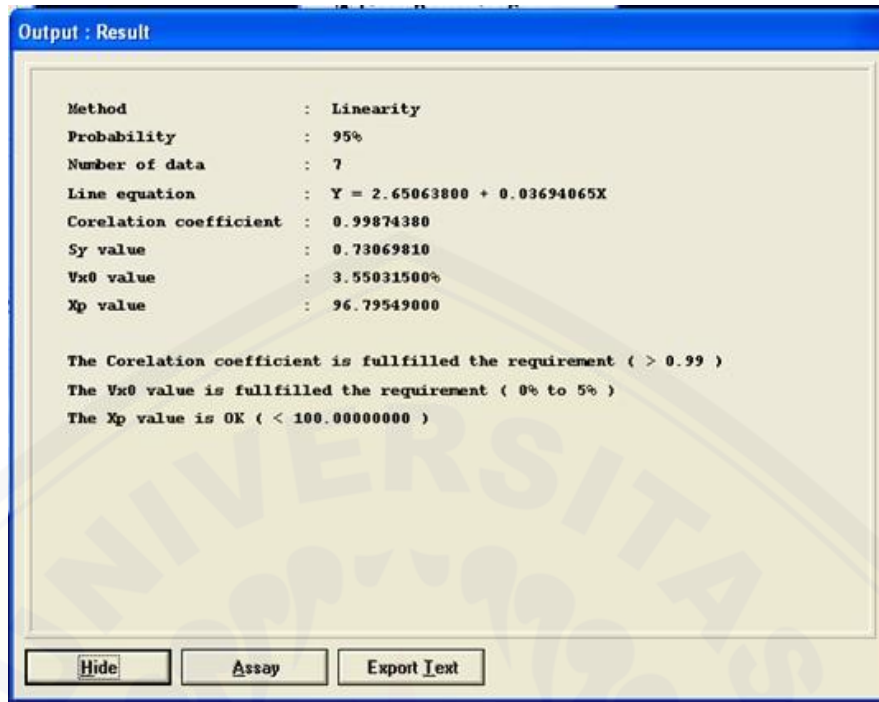 Output : Result
Method : Linearity
Probability : 95%
Number of data : 7
Line equation : Y = 2.65063800 + 0.03694065X
Corelation coefficient : 0.99874380
Sy value : 0.73069810
Vx0 value : 3.55031500%
Xp value : 96.79549000
The Corelation coefficient is fullfilled the requirement ( > 0.99 )
The Vx0 value is fullfilled the requirement ( 0% to 5% )
The Xp value is OK ( < 100.00000000 )
Hide Assay Export Text